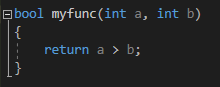 bool myfunc(int a, int b)
{
    return a > b;
}